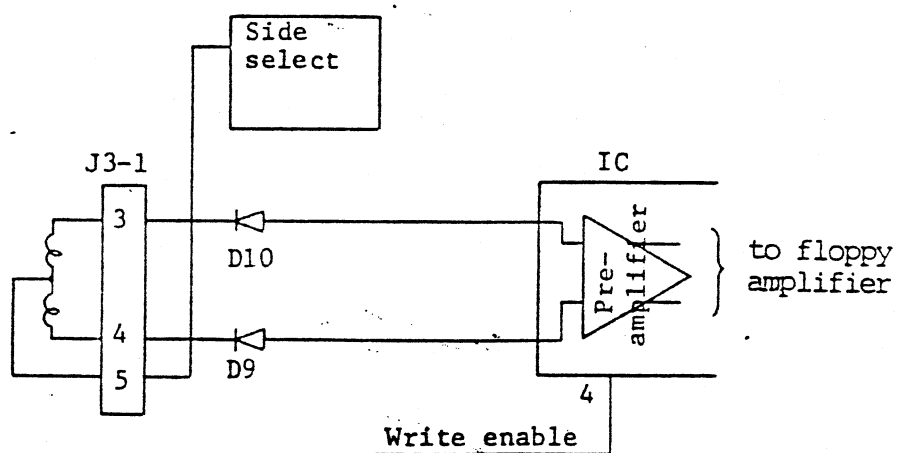 Side
select
J3-1
IC
3
D10
Pre-
amplifier
to floppy
amplifier
4
D9
5
4
Write enable